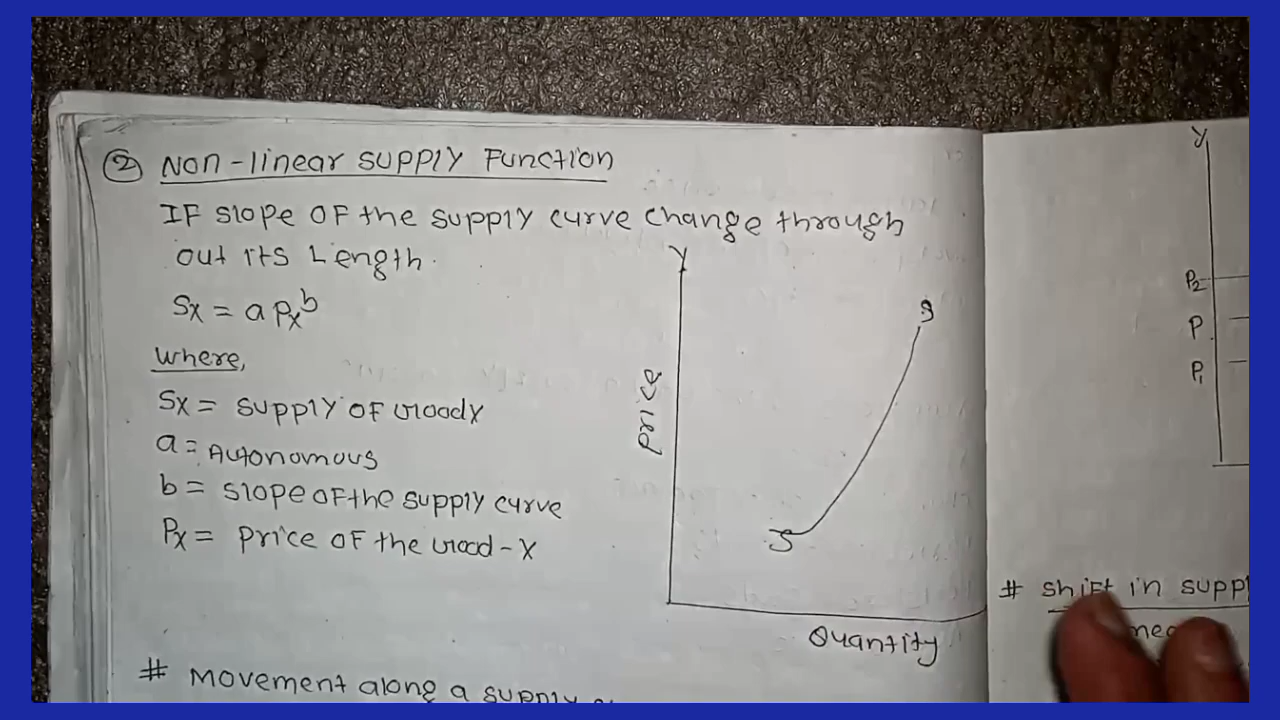 ② Non-linear Supply Function
IF slope OF the supply curve change through
out its Length.
Sx = a Px^b
where,
Sx = supply OF Good X
a = Autonomous
b = slope OF the supply curve
Px = price OF the Good - X
Y
price
S
S
Quantity
# Movement along a supply
Y
P2
P
P1
# shift in suppl